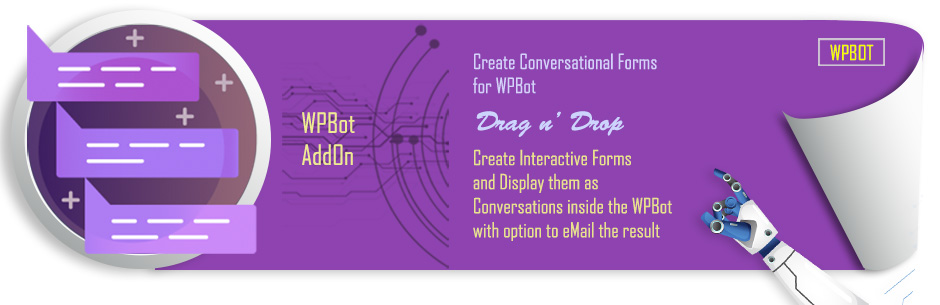 WPBot
AddOn
Create Conversational Forms
for WPBot
Drag n' Drop
Create Interactive Forms
and Display them as
Conversations inside the WPBot
with option to eMail the result
WPBOT